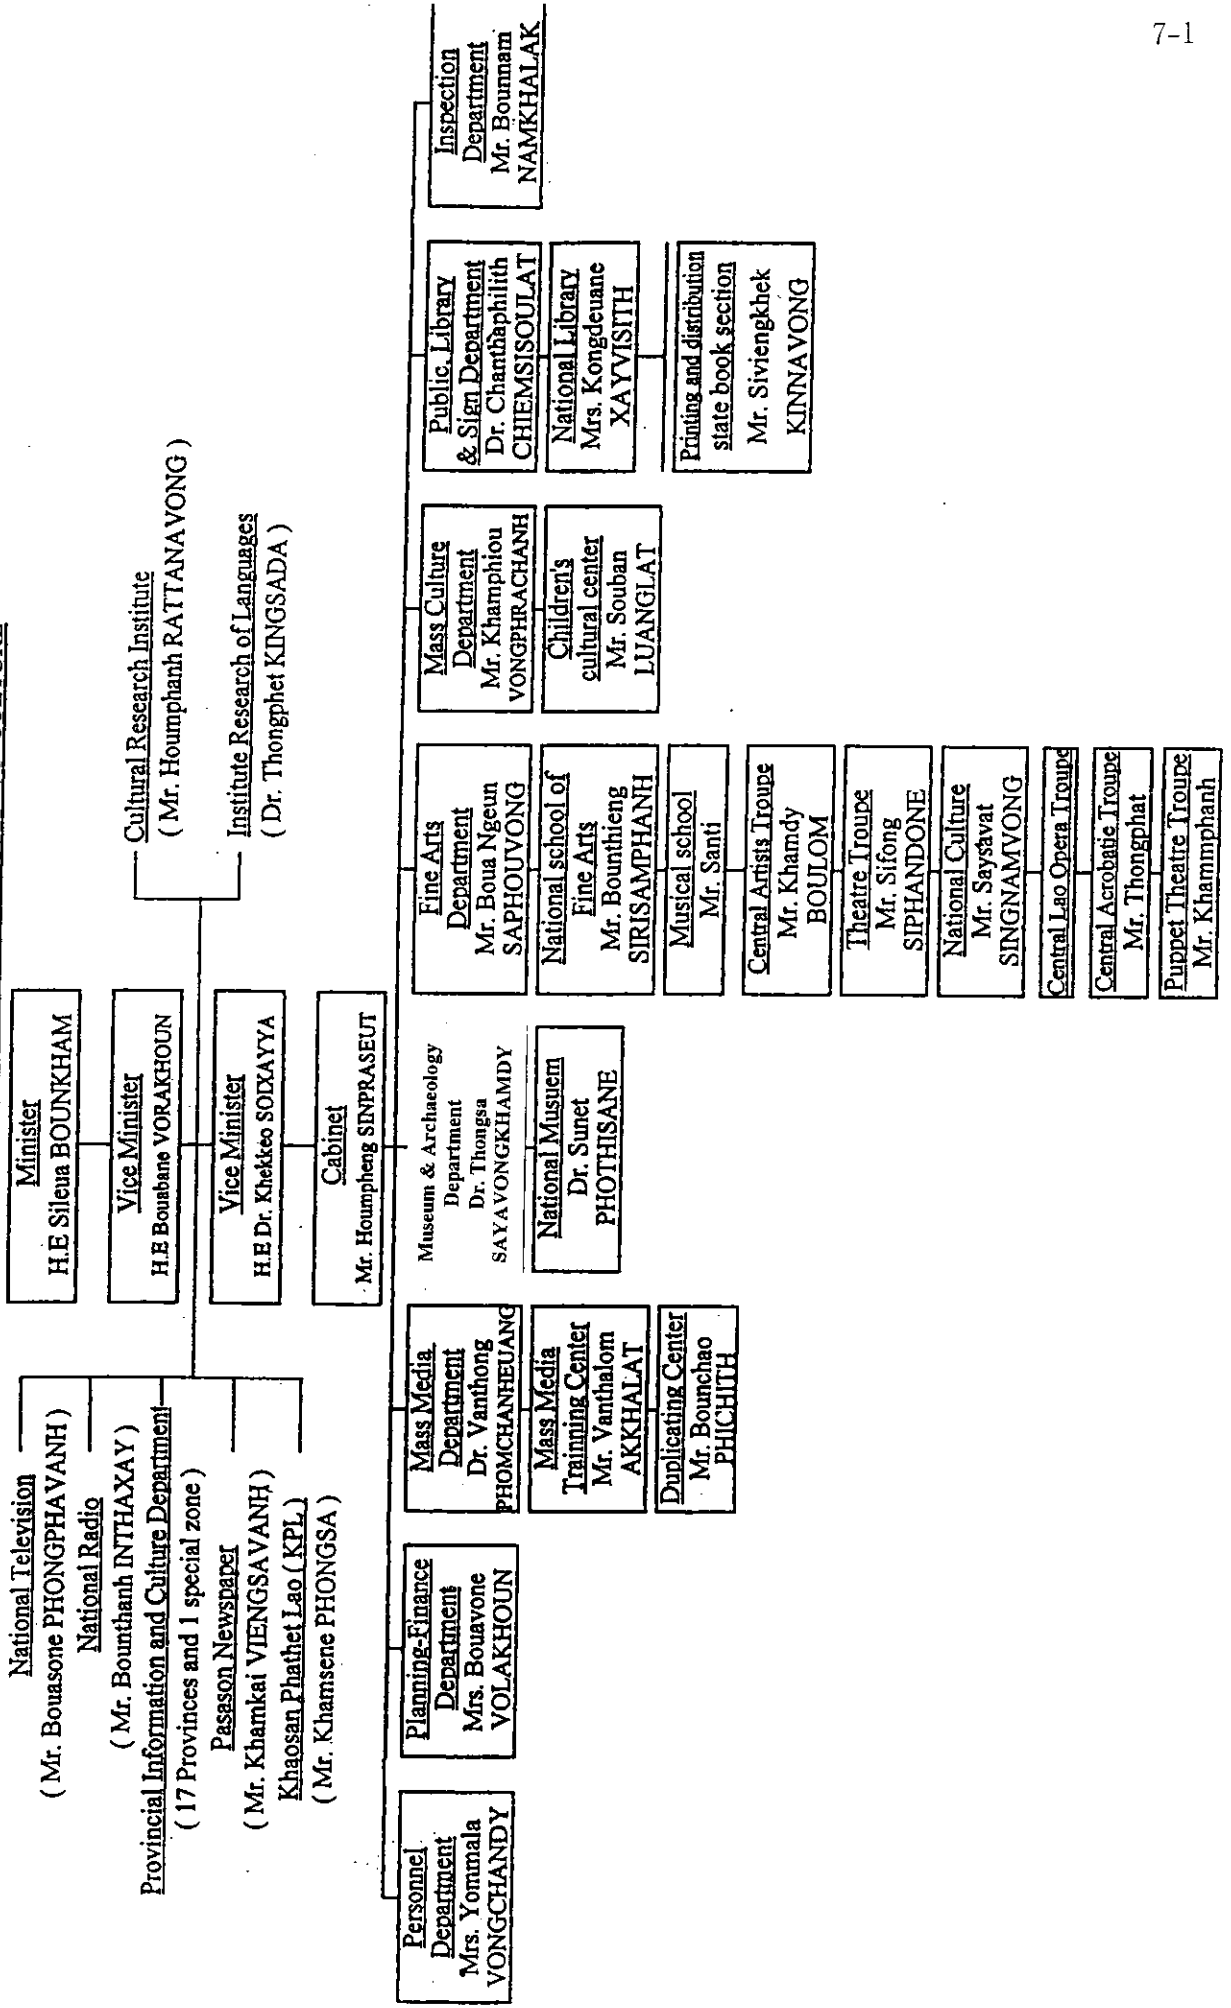 7-1
Minister
H.E Sileua BOUNKHAM
Vice Minister
H.E Bouabane VORAKHOUN
Vice Minister
H.E Dr. Khekkeo SOIXAYYA
Cabinet
Mr. Houmpheng SINPRASEUT
National Television
( Mr. Bouasone PHONGPHAVANH )
National Radio
( Mr. Bounthanh INTHAXAY )
Provincial Information and Culture Department
( 17 Provinces and 1 special zone )
Pasason Newspaper
( Mr. Khamkai VIENGSAVANH )
Khaosan Phathet Lao ( KPL )
( Mr. Khamsene PHONGSA )
Cultural Research Institute
( Mr. Houmphanh RATTANAVONG )
Institute Research of Languages
( Dr. Thongphet KINGSADA )
Personnel
Department
Mrs. Yommala
VONGCHANDY
Planning-Finance
Department
Mrs. Bouavone
VOLAKHOUN
Mass Media
Department
Dr. Vanthong
PHOMCHANHEUANG
Mass Media
Trainning Center
Mr. Vanthalom
AKKHALAT
Duplicating Center
Mr. Bounchao
PHICHITH
Museum & Archaeology
Department
Dr. Thongsa
SAYAVONGKHAMDY
National Musuem
Dr. Sunet
PHOTHISANE
Fine Arts
Department
Mr. Boua Ngeun
SAPHOUVONG
National school of
Fine Arts
Mr. Bounthieng
SIRISAMPHANH
Musical school
Mr. Santi
Central Artists Troupe
Mr. Khamdy
BOULOM
Theatre Troupe
Mr. Sifong
SIPHANDONE
National Culture
Mr. Saysavat
SINGNAMVONG
Central Lao Opera Troupe
Central Acrobatie Troupe
Mr. Thongphat
Puppet Theatre Troupe
Mr. Khammphanh
Mass Culture
Department
Mr. Khamphiou
VONGPHRACHANH
Children's
cultural center
Mr. Souban
LUANGLAT
Public, Library
& Sign Department
Dr. Chanthaphilith
CHIEMSISOULAT
National Library
Mrs. Kongdeuane
XAYVISITH
Printing and distribution
state book section
Mr. Siviengkhek
KINNAVONG
Inspection
Department
Mr. Bounnam
NAMKHALAK